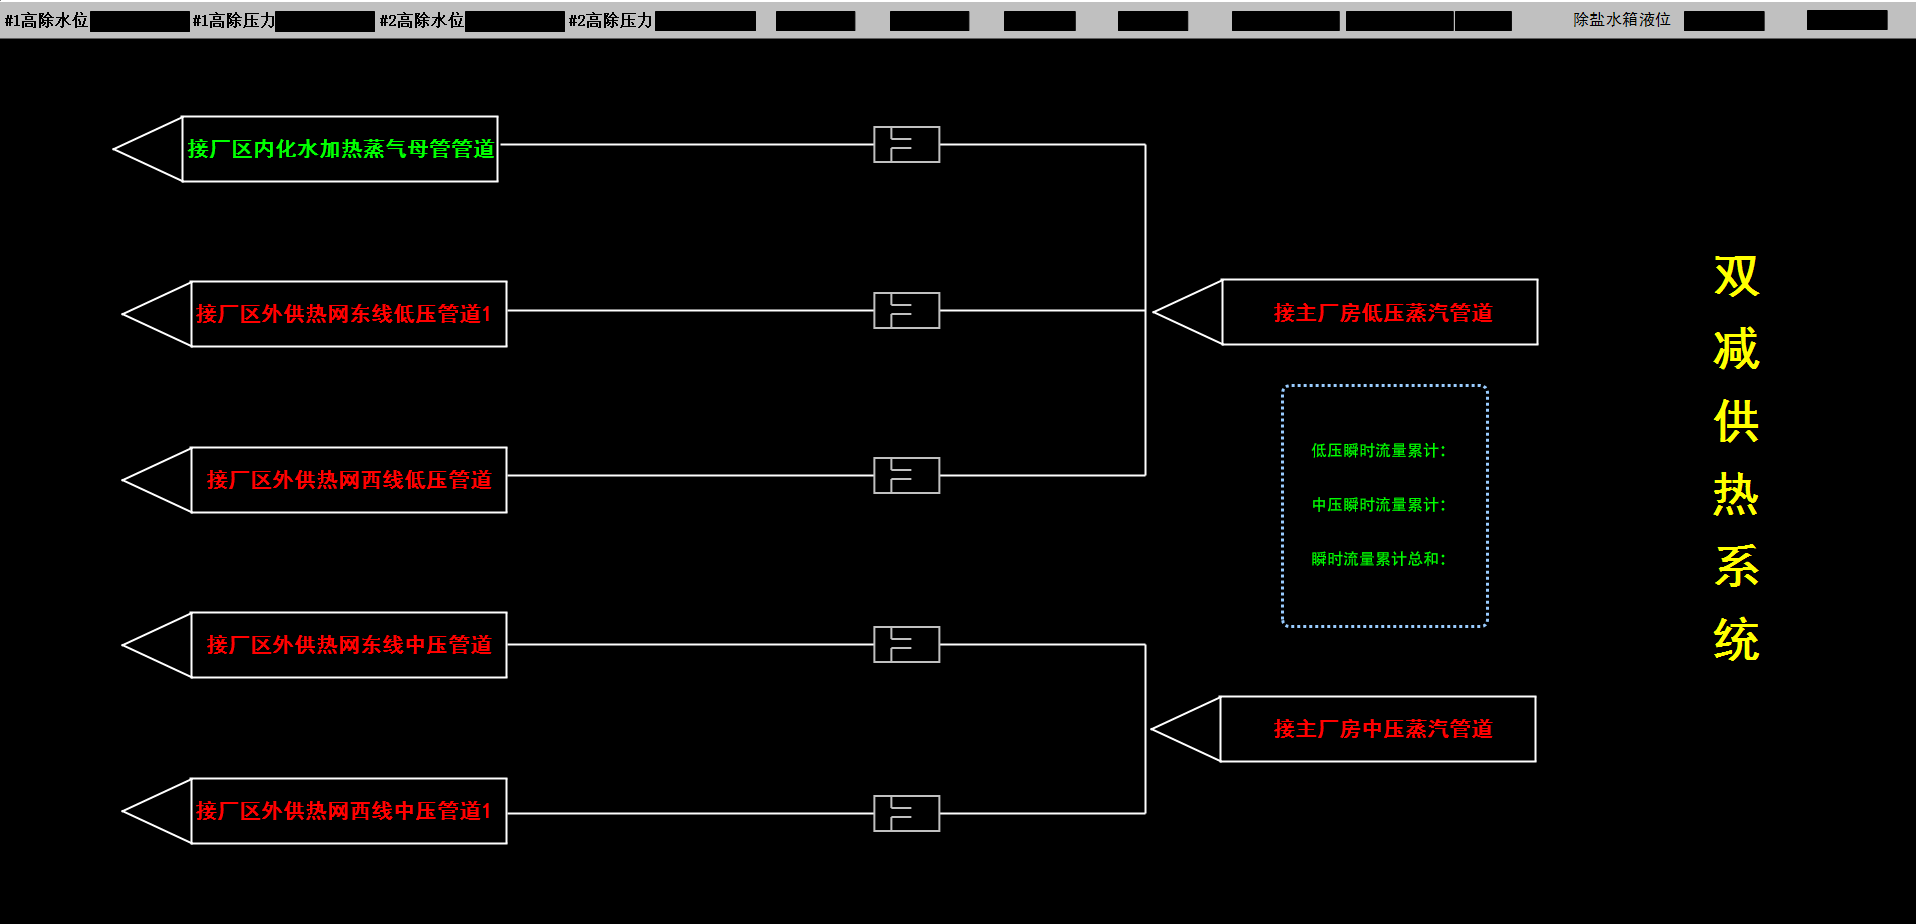 #1高除水位 #1高除压力 #2高除水位 #2高除压力 除盐水箱液位
接厂区内化水加热蒸气母管管道
接厂区外供热网东线低压管道1
接主厂房低压蒸汽管道
接厂区外供热网西线低压管道
低压瞬时流量累计：
中压瞬时流量累计：
瞬时流量累计总和：
接厂区外供热网东线中压管道
接主厂房中压蒸汽管道
接厂区外供热网西线中压管道1
双
减
供
热
系
统